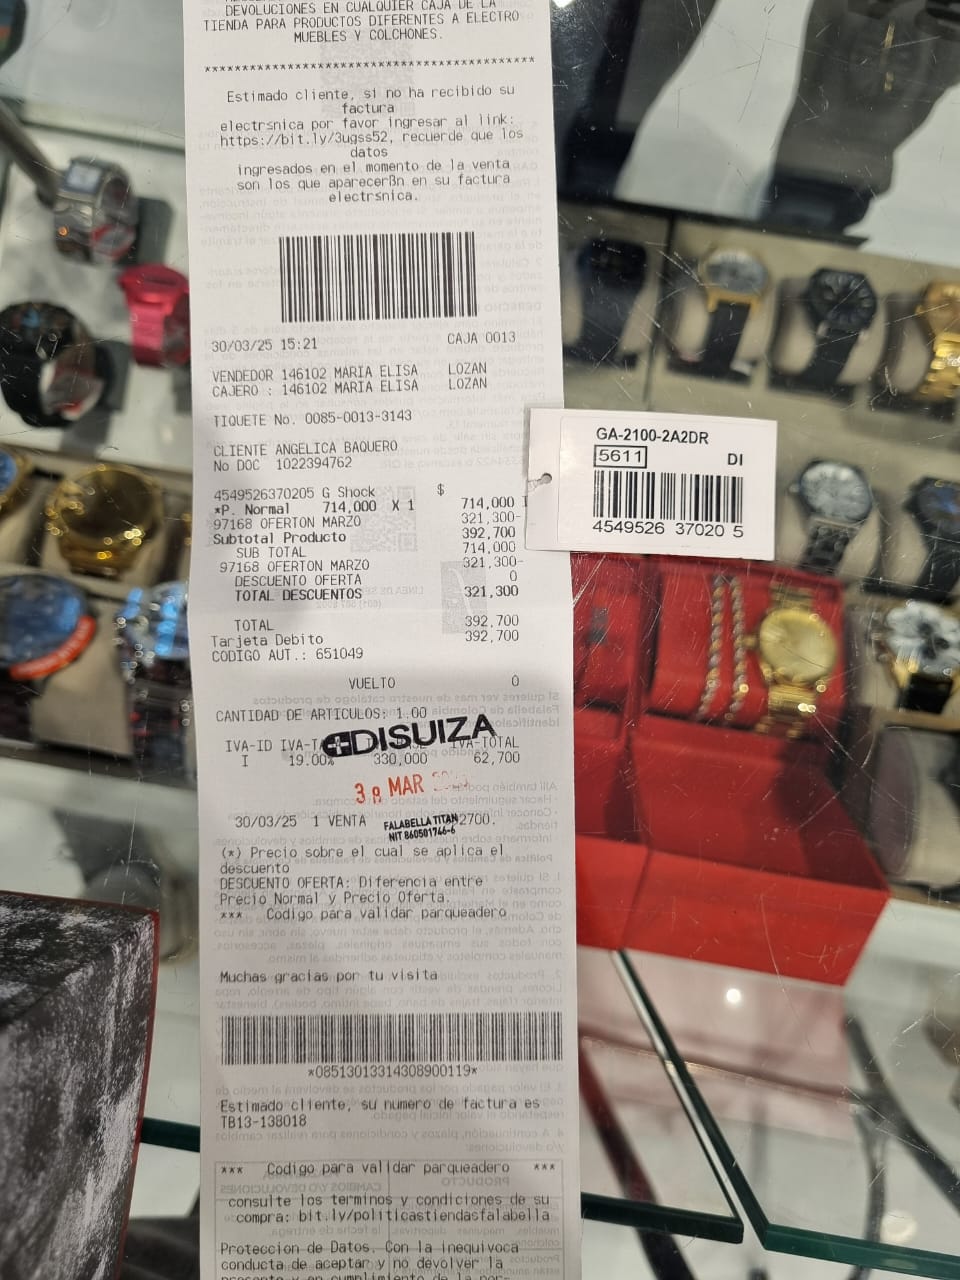 DEVOLUCIONES EN CUALQUIER CAJA DE LA
TIENDA PARA PRODUCTOS DIFERENTES A ELECTRO
MUEBLES Y COLCHONES.
******************************************
Estimado cliente, si no ha recibido su
factura
electrsnica por favor ingresar al link:
https://bit.ly/3ugss52, recuerde que los
datos
ingresados en el momento de la venta
son los que aparecerßn en su factura
electrsnica.
30/03/25 15:21 CAJA 0013
VENDEDOR 146102 MARIA ELISA LOZAN
CAJERO : 146102 MARIA ELISA LOZAN
TIQUETE No. 0085-0013-3143
CLIENTE ANGELICA BAQUERO
No DOC 1022394762
4549526370205 G Shock $
*P. Normal 714,000 X 1 714,000 I
97168 OFERTON MARZO 321,300-
Subtotal Producto 392,700
SUB TOTAL 714,000
97168 OFERTON MARZO 321,300-
DESCUENTO OFERTA 0
TOTAL DESCUENTOS 321,300
TOTAL 392,700
Tarjeta Debito 392,700
CODIGO AUT.: 651049
VUELTO 0
CANTIDAD DE ARTICULOS: 1.00
DISUIZA
IVA-ID IVA-T IVA-TOTAL
I 19.00% 330,000 62,700
38 MAR
30/03/25 1 VENTA 2700.
FALABELLA TITAN
NIT 860501746-6
(*) Precio sobre el cual se aplica el
descuento
DESCUENTO OFERTA: Diferencia entre
Precio Normal y Precio Oferta.
*** Codigo para validar parqueadero
Muchas gracias por tu visita
*08513013314308900119*
Estimado cliente, su numero de factura es
TB13-138018
*** Codigo para validar parqueadero ***
consulte los terminos y condiciones de su
compra: bit.ly/politicastiendasfalabella
Proteccion de Datos. Con la inequivoca
conducta de aceptar y no devolver la
GA-2100-2A2DR
5611 DI
4549526 37020 5